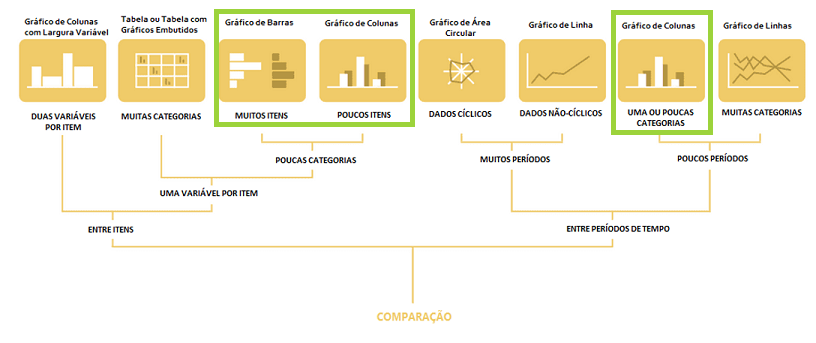 Gráfico de Colunas
com Largura Variável
Tabela ou Tabela com
Gráficos Embutidos
Gráfico de Barras
Gráfico de Colunas
Gráfico de Área
Circular
Gráfico de Linha
Gráfico de Colunas
Gráfico de Linhas
DUAS VARIÁVEIS
POR ITEM
MUITAS CATEGORIAS
MUITOS ITENS
POUCOS ITENS
DADOS CÍCLICOS
DADOS NÃO-CÍCLICOS
UMA OU POUCAS
CATEGORIAS
MUITAS CATEGORIAS
POUCAS CATEGORIAS
MUITOS PERÍODOS
POUCOS PERÍODOS
UMA VARIÁVEL POR ITEM
ENTRE ITENS
ENTRE PERÍODOS DE TEMPO
COMPARAÇÃO